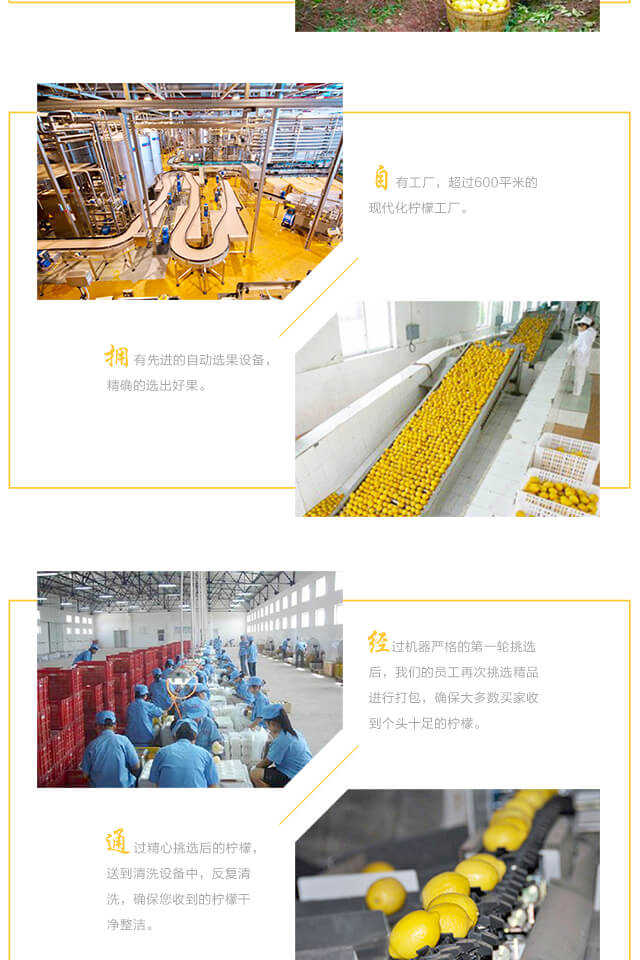 自有工厂，超过600平米的
现代化柠檬工厂。
拥有先进的自动选果设备，
精确的选出好果。
经过机器严格的第一轮挑选
后，我们的员工再次挑选精品
进行打包，确保大多数买家收
到个头十足的柠檬。
通过精心挑选后的柠檬，
送到清洗设备中，反复清
洗，确保您收到的柠檬干
净整洁。